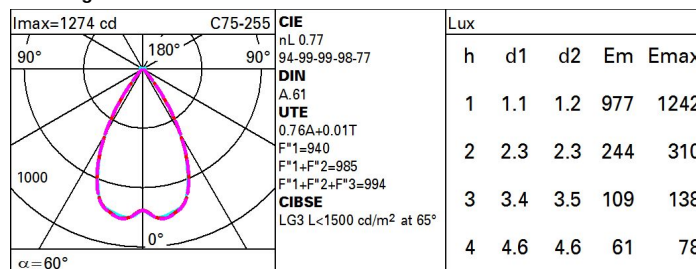 Imax=1274 cd C75-255
90° 180° 90°
1000
0°
α=60°
CIE
nL 0.77
94-99-99-98-77
DIN
A.61
UTE
0.76A+0.01T
F"1=940
F"1+F"2=985
F"1+F"2+F"3=994
CIBSE
LG3 L<1500 cd/m² at 65°
Lux
h d1 d2 Em Emax
1 1.1 1.2 977 1242
2 2.3 2.3 244 310
3 3.4 3.5 109 138
4 4.6 4.6 61 78